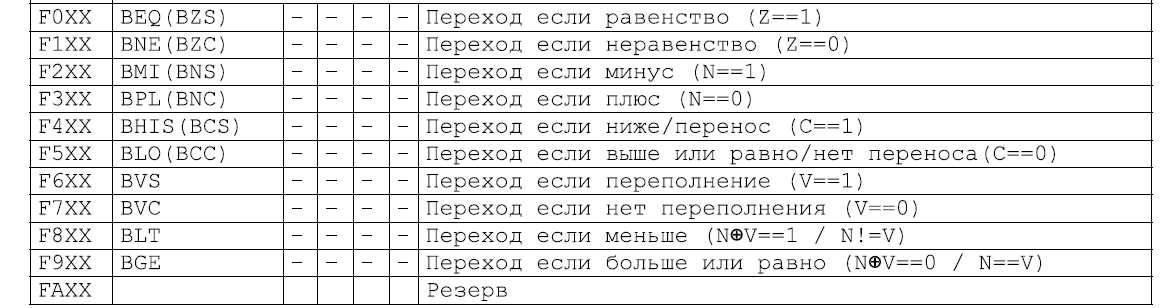 F0XX BEQ(BZS) - - - - Переход если равенство (Z==1)
F1XX BNE(BZC) - - - - Переход если неравенство (Z==0)
F2XX BMI(BNS) - - - - Переход если минус (N==1)
F3XX BPL(BNC) - - - - Переход если плюс (N==0)
F4XX BHIS(BCS) - - - - Переход если ниже/перенос (C==1)
F5XX BLO(BCC) - - - - Переход если выше или равно/нет переноса(C==0)
F6XX BVS - - - - Переход если переполнение (V==1)
F7XX BVC - - - - Переход если нет переполнения (V==0)
F8XX BLT - - - - Переход если меньше (N⊕V==1 / N!=V)
F9XX BGE - - - - Переход если больше или равно (N⊕V==0 / N==V)
FAXX Резерв